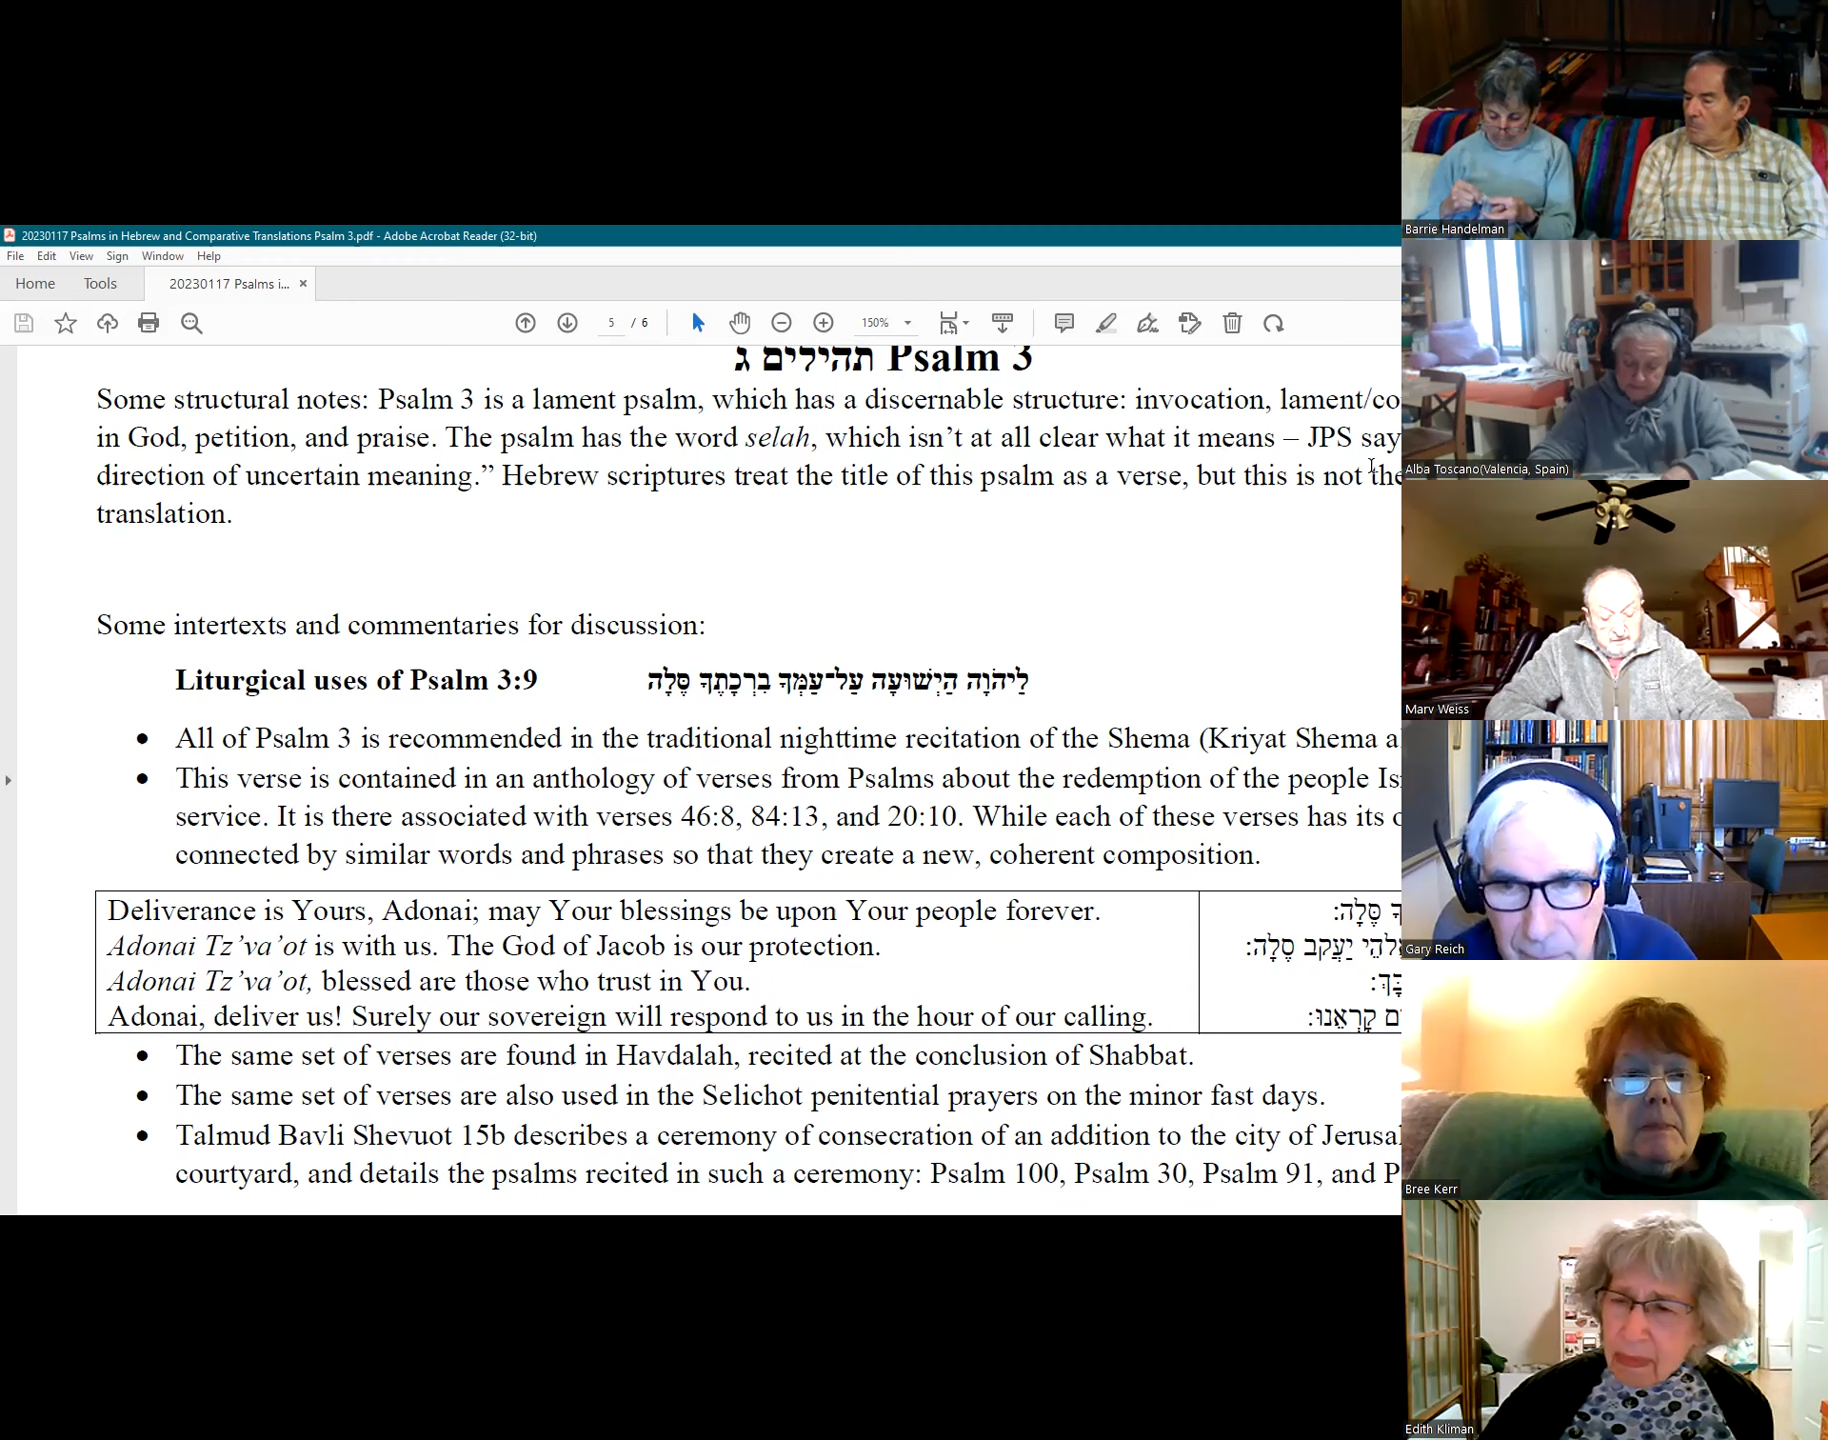 20230117 Psalms in Hebrew and Comparative Translations Psalm 3.pdf - Adobe Acrobat Reader (32-bit)
File Edit View Sign Window Help
Home Tools 20230117 Psalms i... ×
5 / 6 150%
תהילים ג Psalm 3
Some structural notes: Psalm 3 is a lament psalm, which has a discernable structure: invocation, lament/co
in God, petition, and praise. The psalm has the word selah, which isn't at all clear what it means – JPS say
direction of uncertain meaning.” Hebrew scriptures treat the title of this psalm as a verse, but this is not the
translation.
Some intertexts and commentaries for discussion:
Liturgical uses of Psalm 3:9 לַיהֹוָה הַיְשׁוּעָה עַל־עַמְּךָ בִרְכָתֶךָ סֶּלָה
• All of Psalm 3 is recommended in the traditional nighttime recitation of the Shema (Kriyat Shema a
• This verse is contained in an anthology of verses from Psalms about the redemption of the people Is
service. It is there associated with verses 46:8, 84:13, and 20:10. While each of these verses has its o
connected by similar words and phrases so that they create a new, coherent composition.
Deliverance is Yours, Adonai; may Your blessings be upon Your people forever. ךָ סֶּלָה:
Adonai Tz’va’ot is with us. The God of Jacob is our protection. לֹהֵי יַעֲקֹב סֶלָה:
Adonai Tz’va’ot, blessed are those who trust in You. בָּךְ:
Adonai, deliver us! Surely our sovereign will respond to us in the hour of our calling. ם קָרְאֵנוּ:
• The same set of verses are found in Havdalah, recited at the conclusion of Shabbat.
• The same set of verses are also used in the Selichot penitential prayers on the minor fast days.
• Talmud Bavli Shevuot 15b describes a ceremony of consecration of an addition to the city of Jerusal
courtyard, and details the psalms recited in such a ceremony: Psalm 100, Psalm 30, Psalm 91, and P
Barrie Handelman
Alba Toscano(Valencia, Spain)
Marv Weiss
Gary Reich
Bree Kerr
Edith Kliman